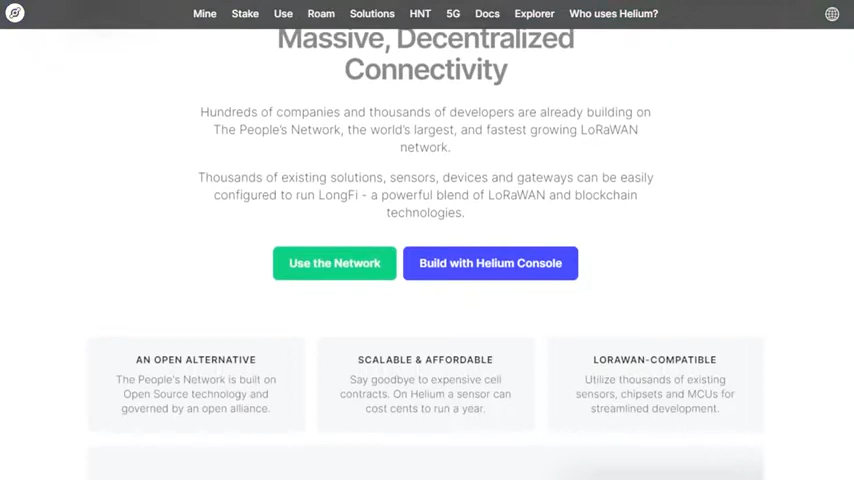 Mine Stake Use Roam Solutions HNT 5G Docs Explorer Who uses Helium?
Massive, Decentralized
Connectivity
Hundreds of companies and thousands of developers are already building on
The People's Network, the world's largest, and fastest growing LoRaWAN
network.
Thousands of existing solutions, sensors, devices and gateways can be easily
configured to run LongFi - a powerful blend of LoRaWAN and blockchain
technologies.
Use the Network Build with Helium Console
AN OPEN ALTERNATIVE
The People's Network is built on
Open Source technology and
governed by an open alliance.
SCALABLE & AFFORDABLE
Say goodbye to expensive cell
contracts. On Helium a sensor can
cost cents to run a year.
LORAWAN-COMPATIBLE
Utilize thousands of existing
sensors, chipsets and MCUs for
streamlined development.